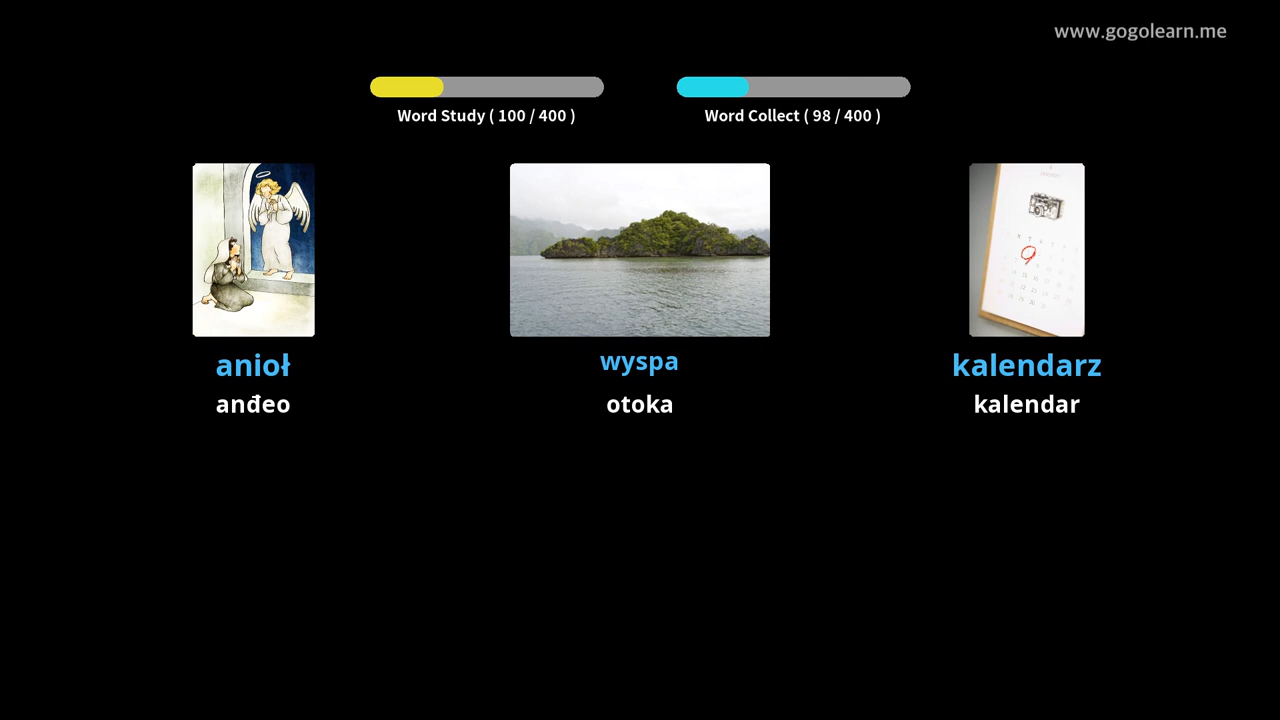 www.gogolearn.me
Word Study ( 100 / 400 )
Word Collect ( 98 / 400 )
anioł
wyspa
kalendarz
anđeo
otoka
kalendar